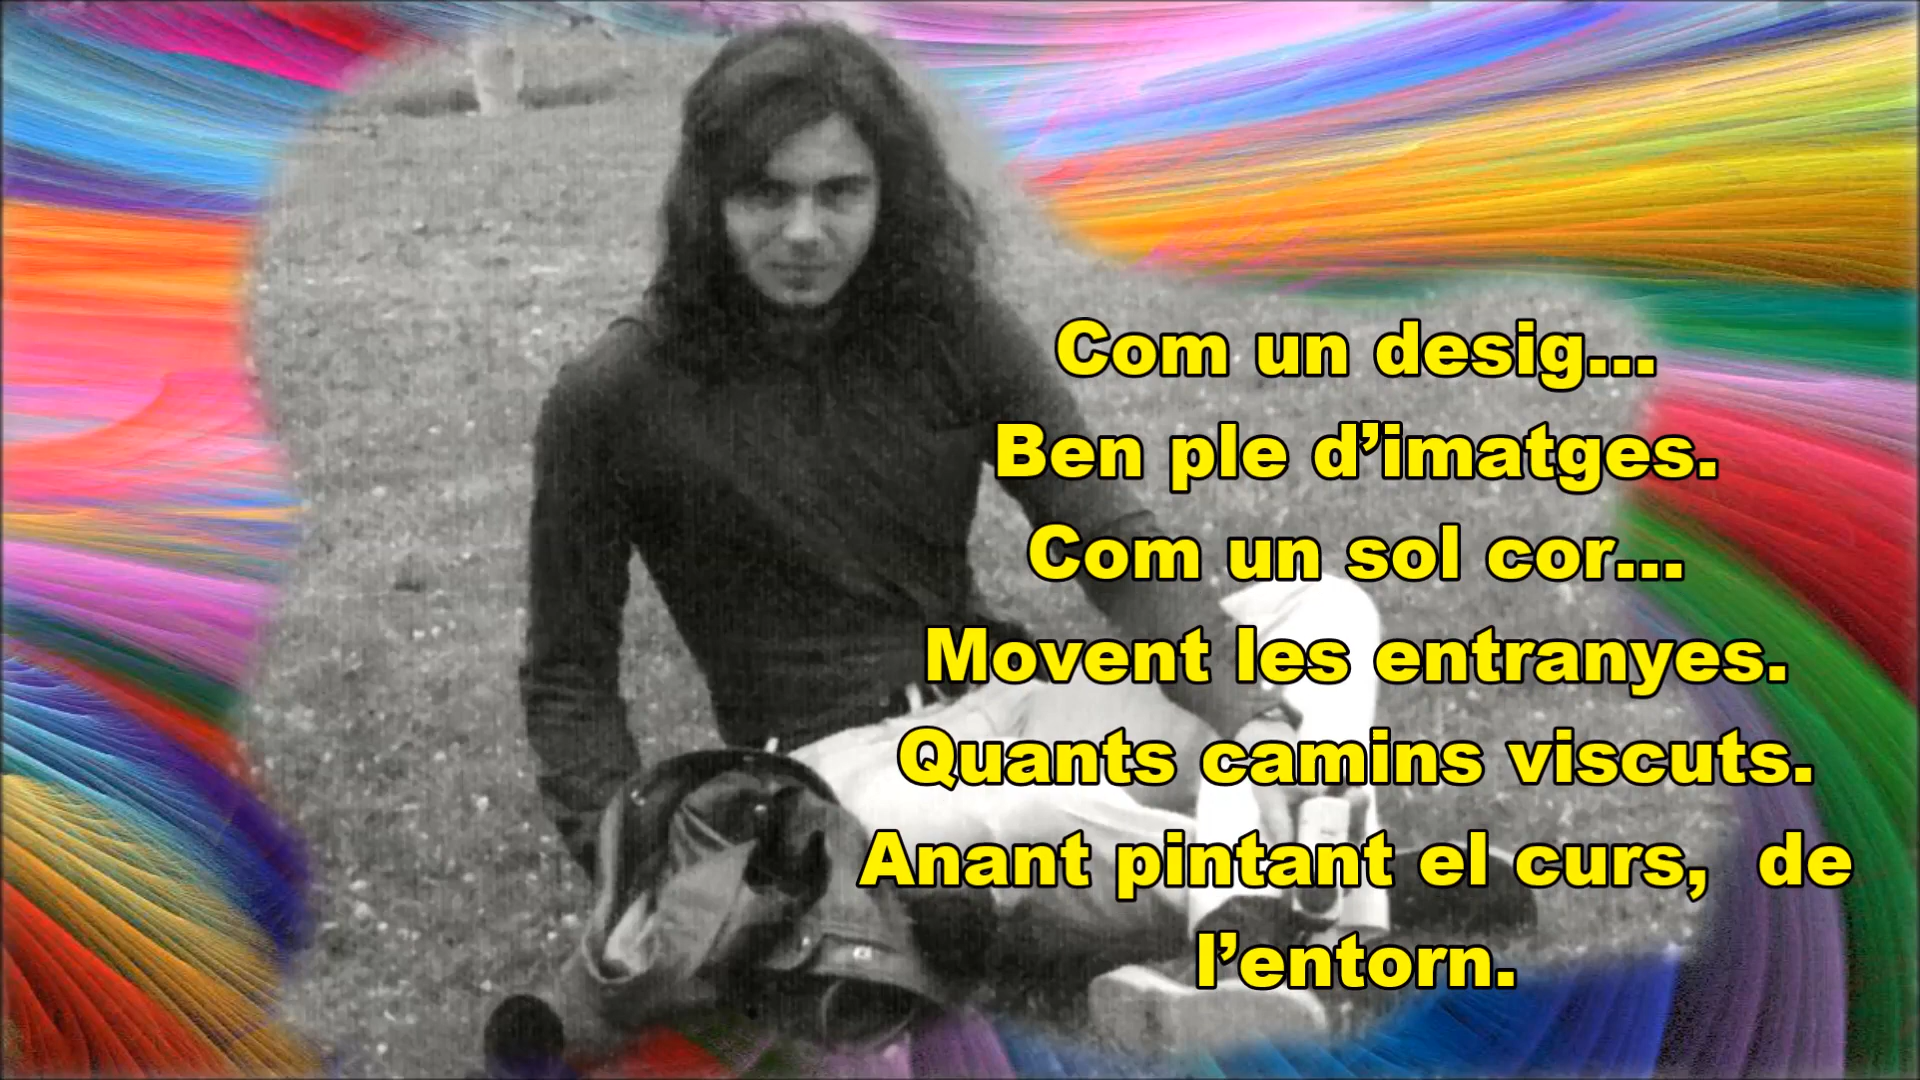 Com un desig...
Ben ple d’imatges.
Com un sol cor...
Movent les entranyes.
Quants camins viscuts.
Anant pintant el curs,  de
l’entorn.